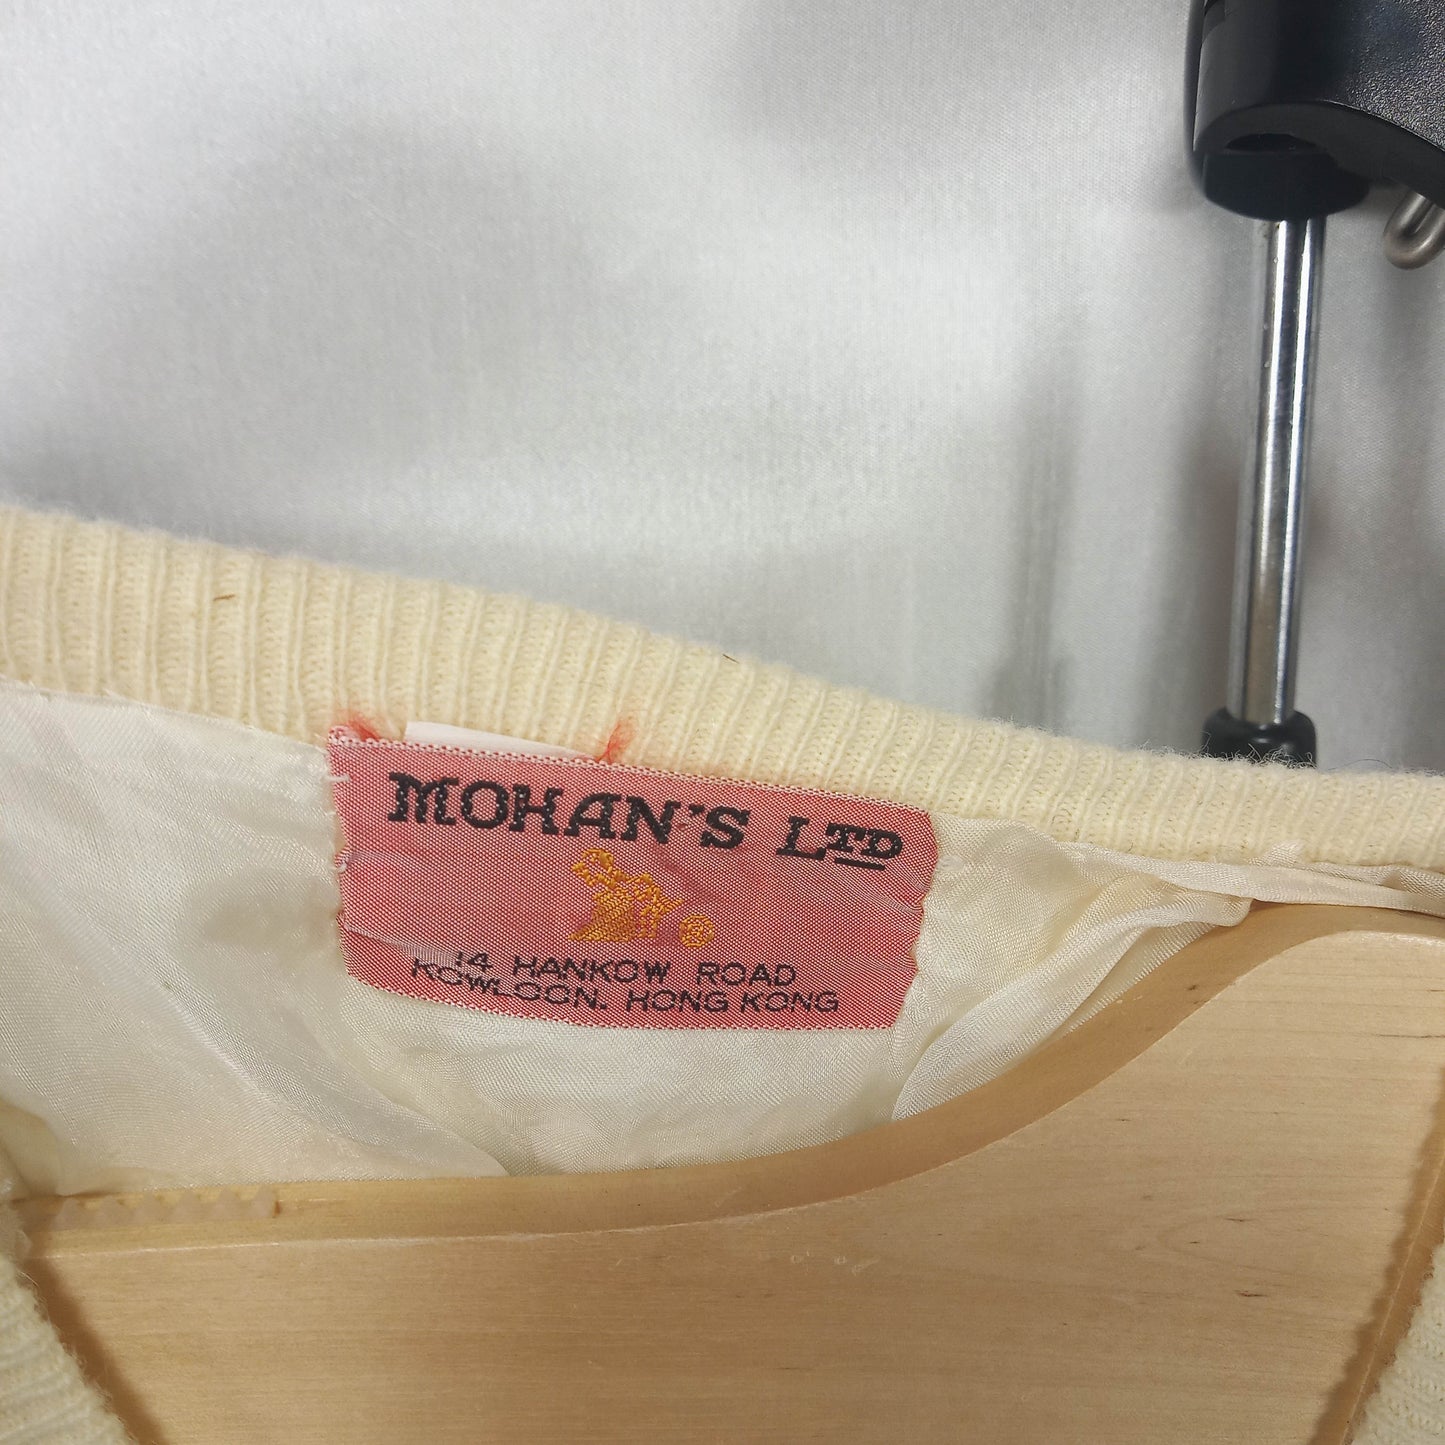 MOHAN'S LTD
14 HANKOW ROAD
KOWLOON. HONG KONG